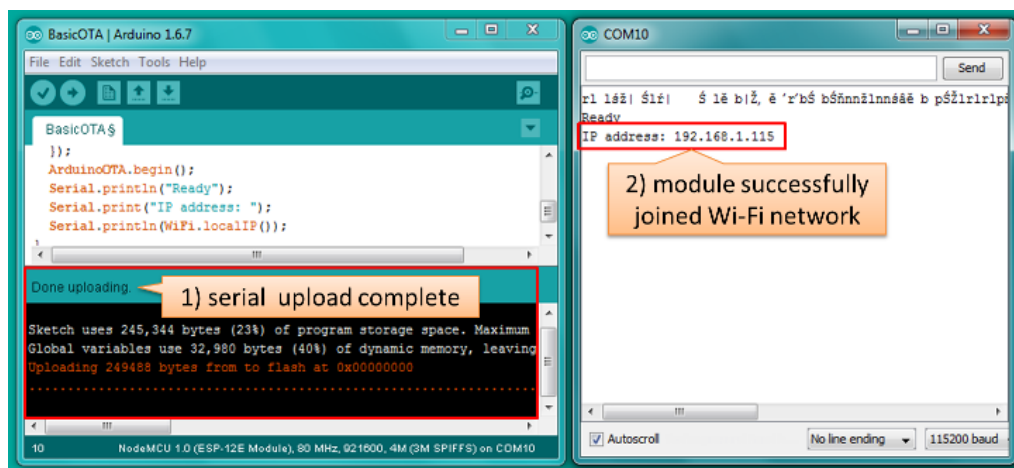 BasicOTA | Arduino 1.6.7
File Edit Sketch Tools Help
BasicOTA§
});
ArduinoOTA.begin();
Serial.println("Ready");
Serial.print("IP address: ");
Serial.println(WiFi.localIP());
Done uploading.
1) serial upload complete
Sketch uses 245,344 bytes (23%) of program storage space. Maximum
Global variables use 32,980 bytes (40%) of dynamic memory, leaving
Uploading 249488 bytes from to flash at 0x00000000
10 NodeMCU 1.0 (ESP-12E Module), 80 MHz, 921600, 4M (3M SPIFFS) on COM10
COM10
Send
Ready
IP address: 192.168.1.115
2) module successfully
joined Wi-Fi network
Autoscroll
No line ending
115200 baud